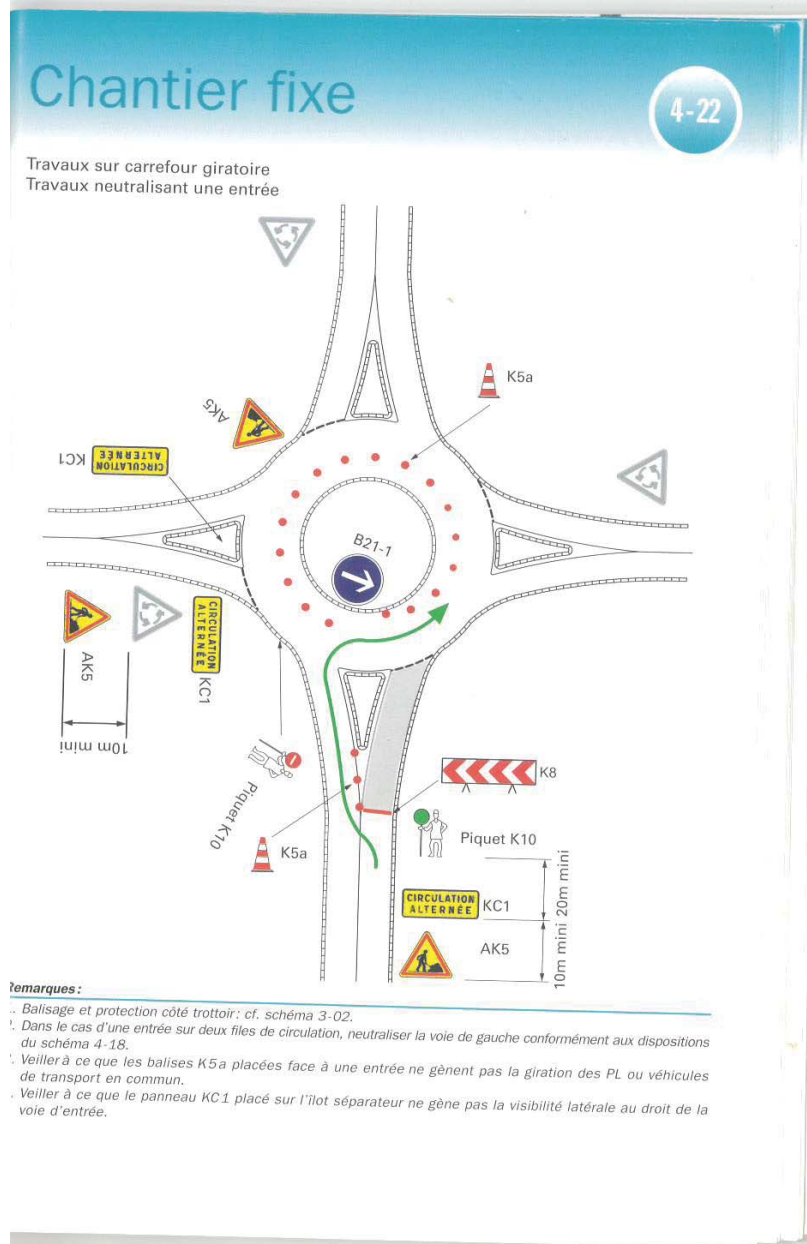 Chantier fixe
4-22
Travaux sur carrefour giratoire
Travaux neutralisant une entrée
K5a
AK5
KC1
CIRCULATION
ALTERNÉE
B21-1
CIRCULATION
ALTERNÉE
KC1
AK5
10m mini
Piquet K10
K5a
K8
Piquet K10
CIRCULATION
ALTERNÉE
KC1
20m mini
AK5
10m mini
Remarques :
. Balisage et protection côté trottoir : cf. schéma 3-02.
. Dans le cas d'une entrée sur deux files de circulation, neutraliser la voie de gauche conformément aux dispositions
du schéma 4-18.
. Veiller à ce que les balises K5a placées face à une entrée ne gènent pas la giration des PL ou véhicules
de transport en commun.
. Veiller à ce que le panneau KC1 placé sur l'îlot séparateur ne gène pas la visibilité latérale au droit de la
voie d'entrée.